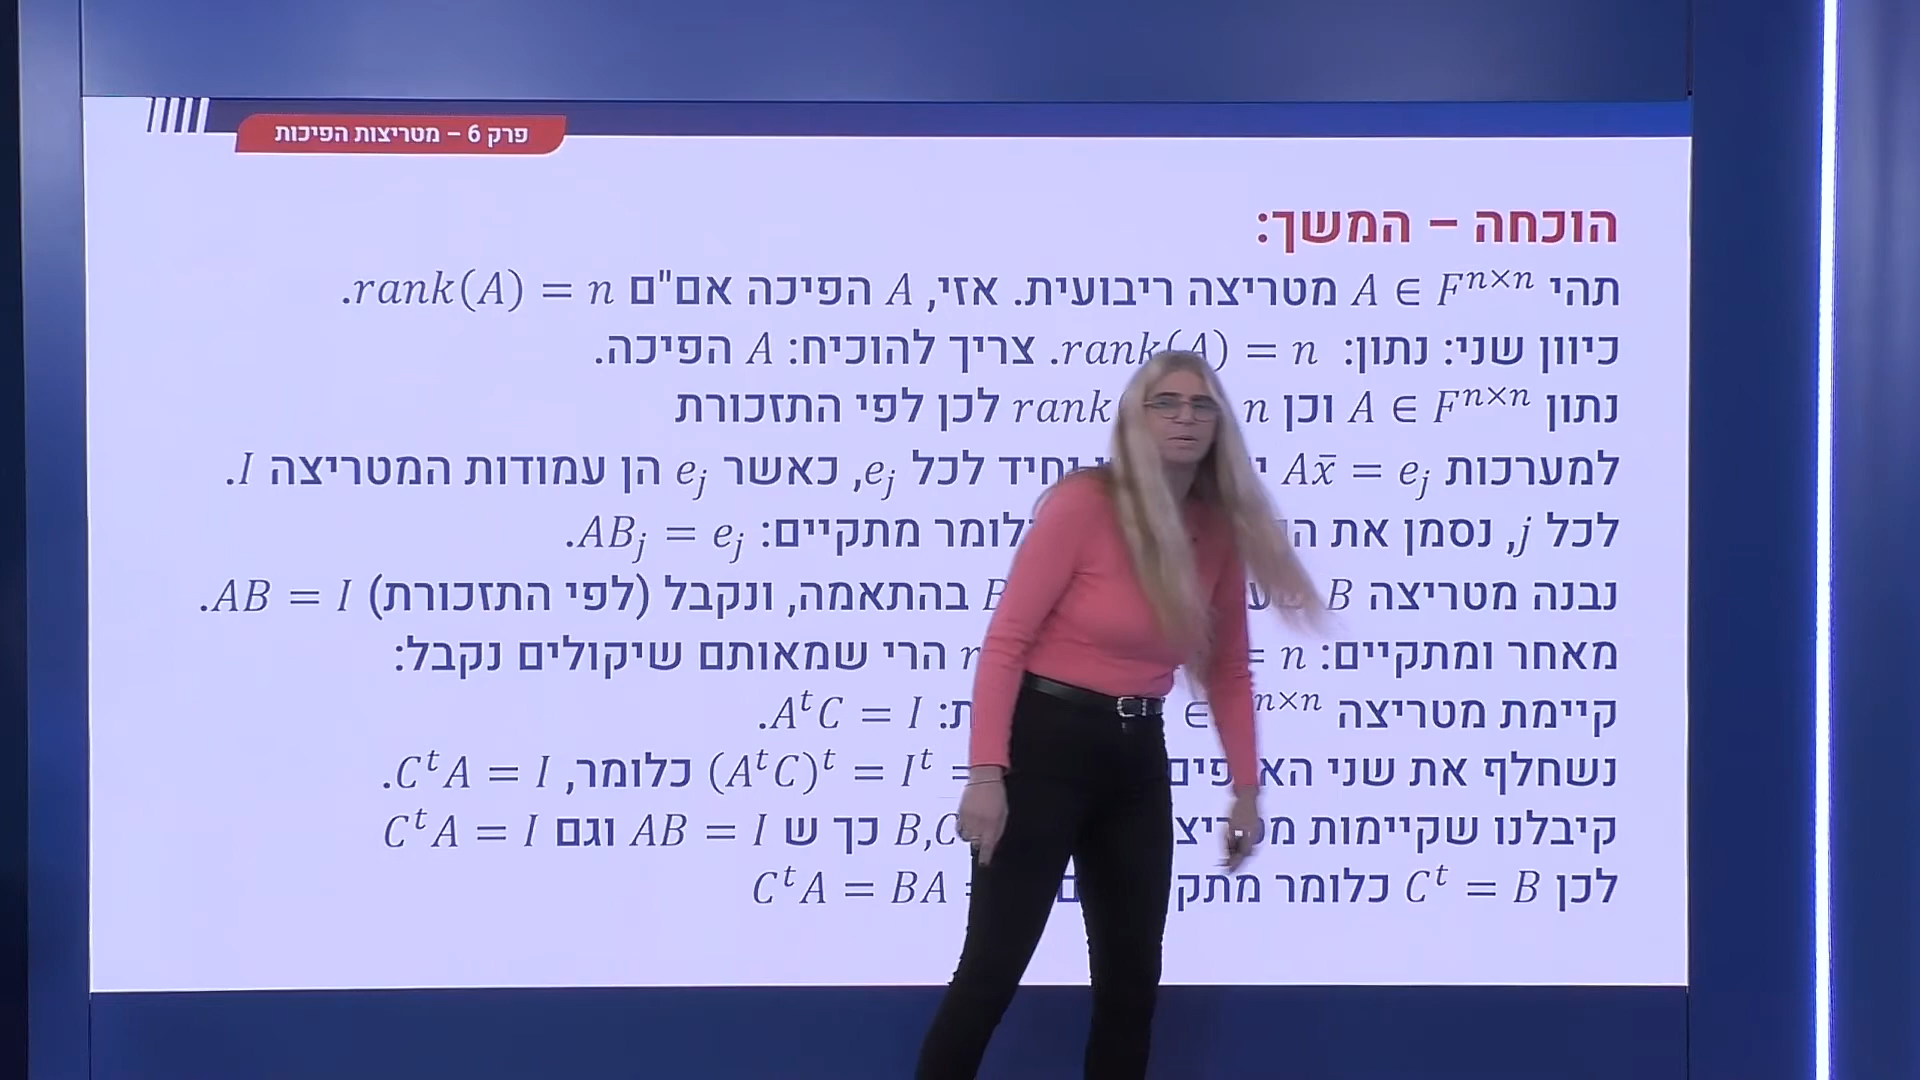 פרק 6 – מטריצות הפיכות
הוכחה – המשך:
תהי A ∈ F^{n×n} מטריצה ריבועית. אזי, A הפיכה אם"ם rank(A) = n.
כיוון שני: נתון: rank(A) = n. צריך להוכיח: A הפיכה.
נתון A ∈ F^{n×n} וכן rank n לכן לפי התזכורת
למערכות Ax̄ = e_j יחיד לכל e_j, כאשר e_j הן עמודות המטריצה I.
לכל j, נסמן את כלומר מתקיים: AB_j = e_j.
נבנה מטריצה B בהתאמה, ונקבל (לפי התזכורת) AB = I.
מאחר ומתקיים: = n הרי שמאותם שיקולים נקבל:
קיימת מטריצה ∈ ^{n×n} A^tC = I.
נשחלף את שני האגפים (A^tC)^t = I^t = כלומר, C^tA = I.
קיבלנו שקיימות B,C כך ש AB = I וגם C^tA = I
לכן C^t = B כלומר C^tA = BA =